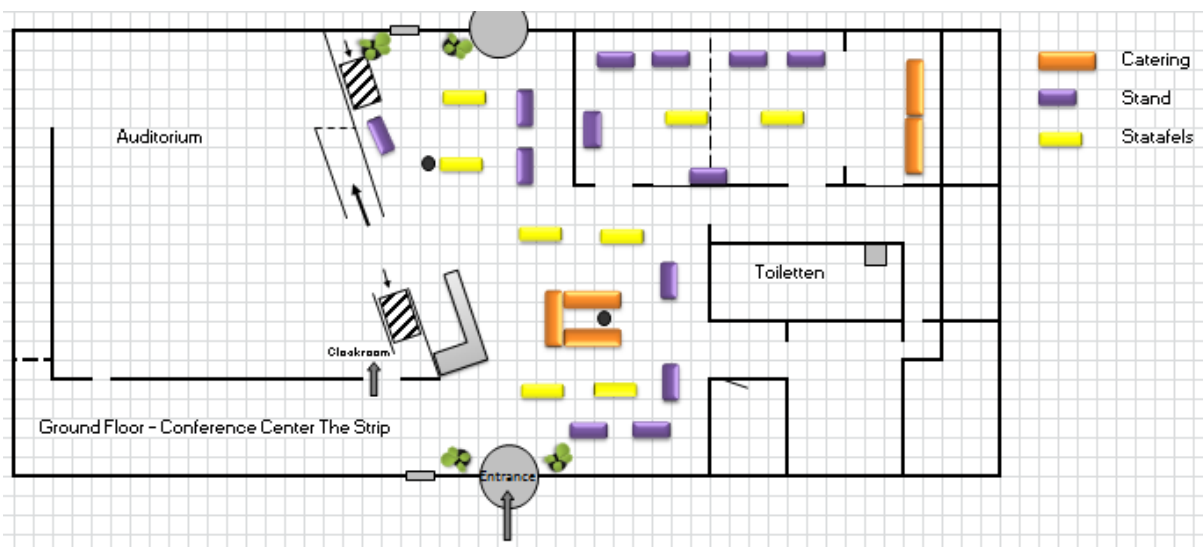 Auditorium
Catering
Stand
Statafels
Toiletten
Cloakroom
Ground Floor - Conference Center The Strip
Entrance